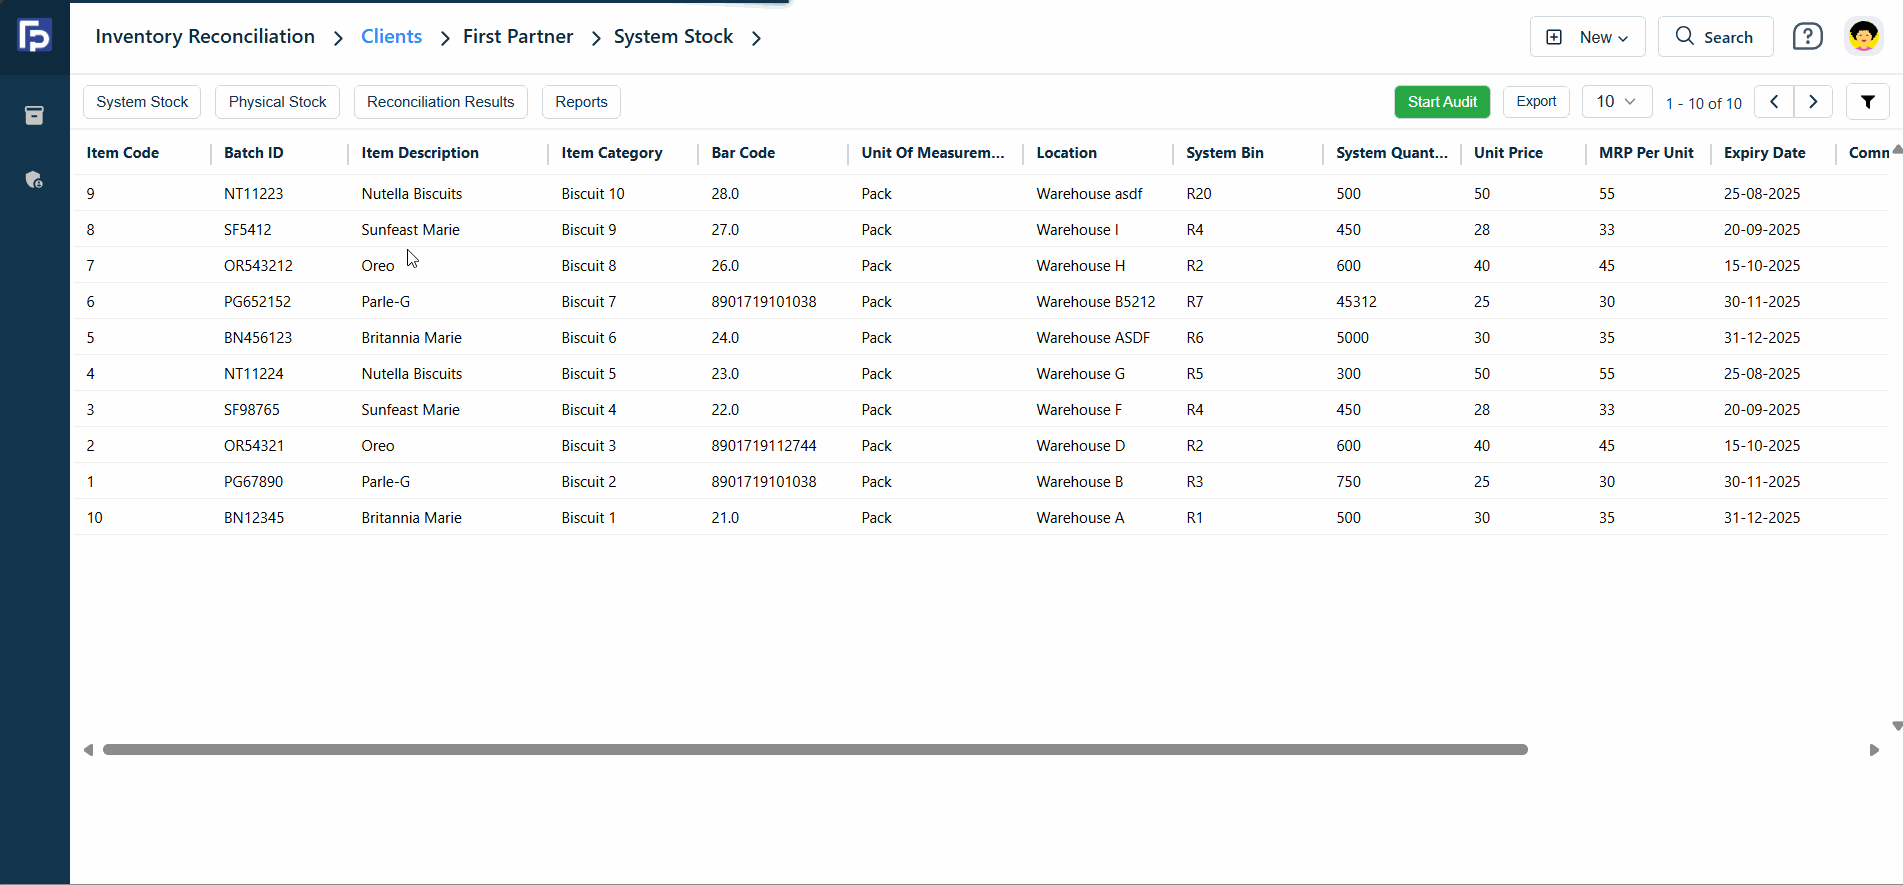 Inventory Reconciliation > Clients > First Partner > System Stock >
New Search ?
System Stock Physical Stock Reconciliation Results Reports Start Audit Export 10 1 - 10 of 10
Item Code Batch ID Item Description Item Category Bar Code Unit Of Measurem... Location System Bin System Quant... Unit Price MRP Per Unit Expiry Date Comm
9 NT11223 Nutella Biscuits Biscuit 10 28.0 Pack Warehouse asdf R20 500 50 55 25-08-2025
8 SF5412 Sunfeast Marie Biscuit 9 27.0 Pack Warehouse I R4 450 28 33 20-09-2025
7 OR543212 Oreo Biscuit 8 26.0 Pack Warehouse H R2 600 40 45 15-10-2025
6 PG652152 Parle-G Biscuit 7 8901719101038 Pack Warehouse B5212 R7 45312 25 30 30-11-2025
5 BN456123 Britannia Marie Biscuit 6 24.0 Pack Warehouse ASDF R6 5000 30 35 31-12-2025
4 NT11224 Nutella Biscuits Biscuit 5 23.0 Pack Warehouse G R5 300 50 55 25-08-2025
3 SF98765 Sunfeast Marie Biscuit 4 22.0 Pack Warehouse F R4 450 28 33 20-09-2025
2 OR54321 Oreo Biscuit 3 8901719112744 Pack Warehouse D R2 600 40 45 15-10-2025
1 PG67890 Parle-G Biscuit 2 8901719101038 Pack Warehouse B R3 750 25 30 30-11-2025
10 BN12345 Britannia Marie Biscuit 1 21.0 Pack Warehouse A R1 500 30 35 31-12-2025